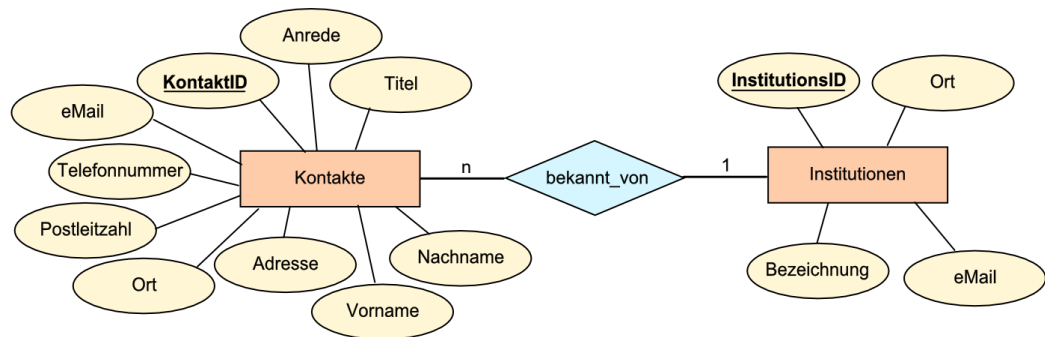 Anrede
KontaktID
Titel
eMail
Telefonnummer
Postleitzahl
Ort
Adresse
Vorname
Nachname
Kontakte
n
bekannt_von
1
Institutionen
InstitutionsID
Ort
Bezeichnung
eMail